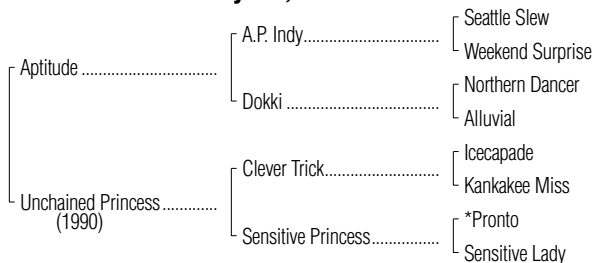 Seattle Slew
A.P. Indy..............................
Weekend Surprise
Aptitude ..............................
Northern Dancer
Dokki ..................................
Alluvial
Icecapade
Clever Trick.........................
Kankakee Miss
Unchained Princess............
(1990)
*Pronto
Sensitive Princess...............
Sensitive Lady